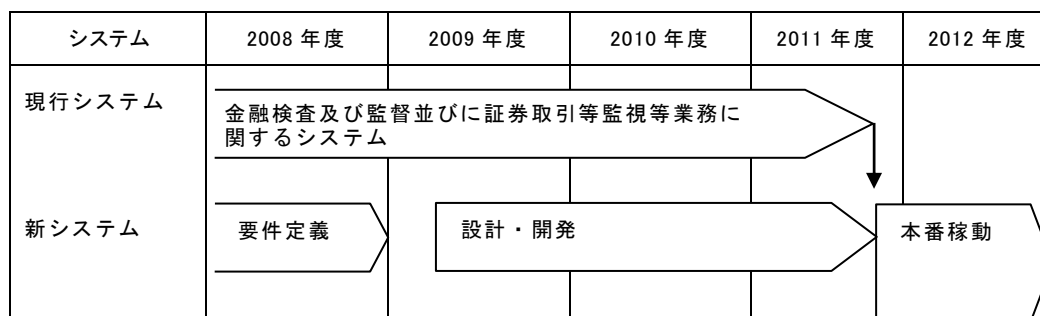 システム 2008 年度 2009 年度 2010 年度 2011 年度 2012 年度
現行システム
金融検査及び監督並びに証券取引等監視等業務に
関するシステム
新システム 要件定義 設計・開発 本番稼動